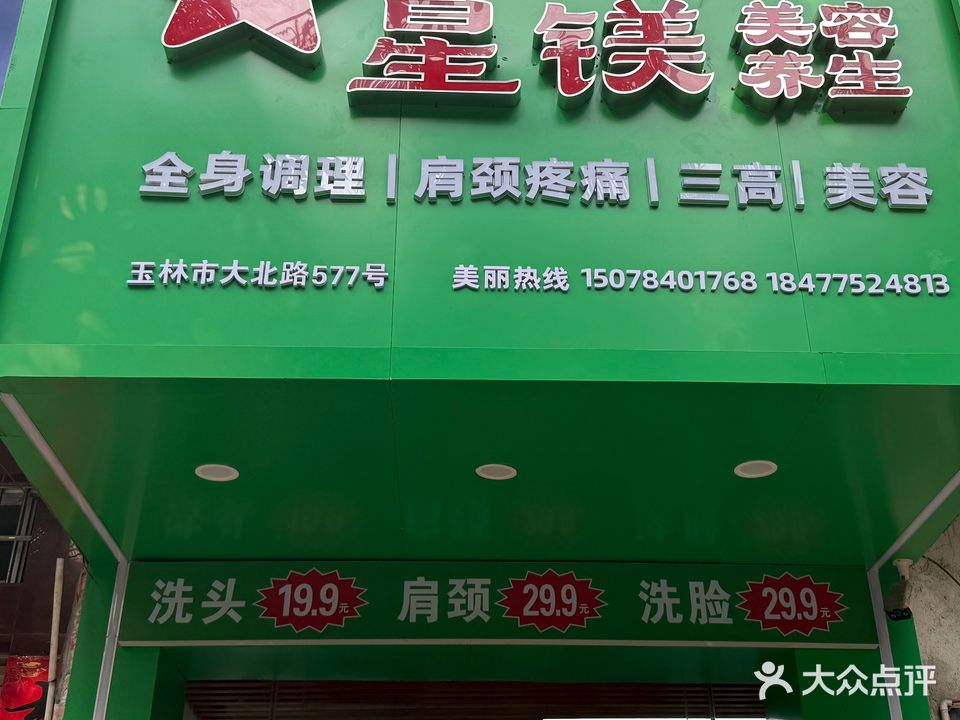 星镁 美容
养生
全身调理 | 肩颈疼痛 | 三高 | 美容
玉林市大北路577号 美丽热线 15078401768 18477524813
洗头 19.9元 肩颈 29.9元 洗脸 29.9元
大众点评